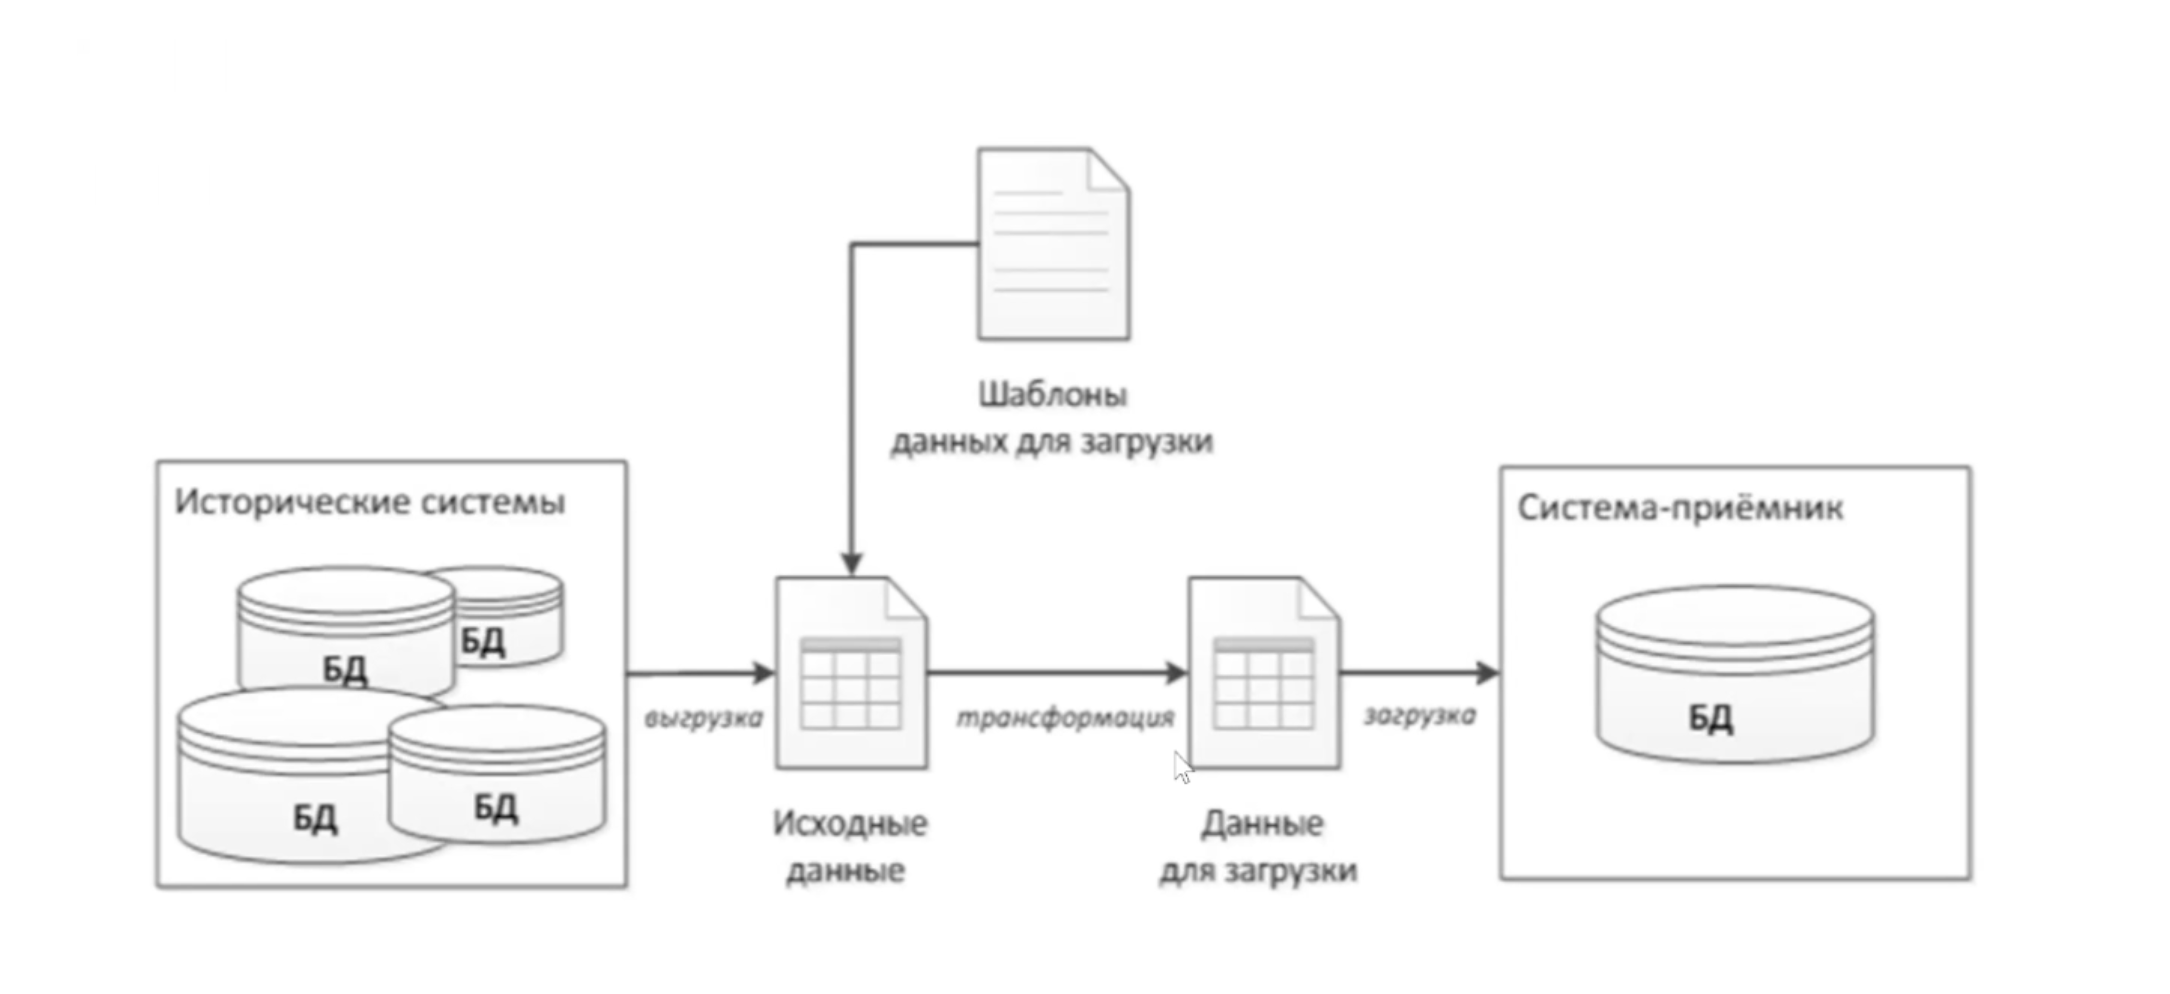 Шаблоны
данных для загрузки
Исторические системы
БД
БД
БД
БД
выгрузка
Исходные
данные
трансформация
Данные
для загрузки
загрузка
Система-приёмник
БД